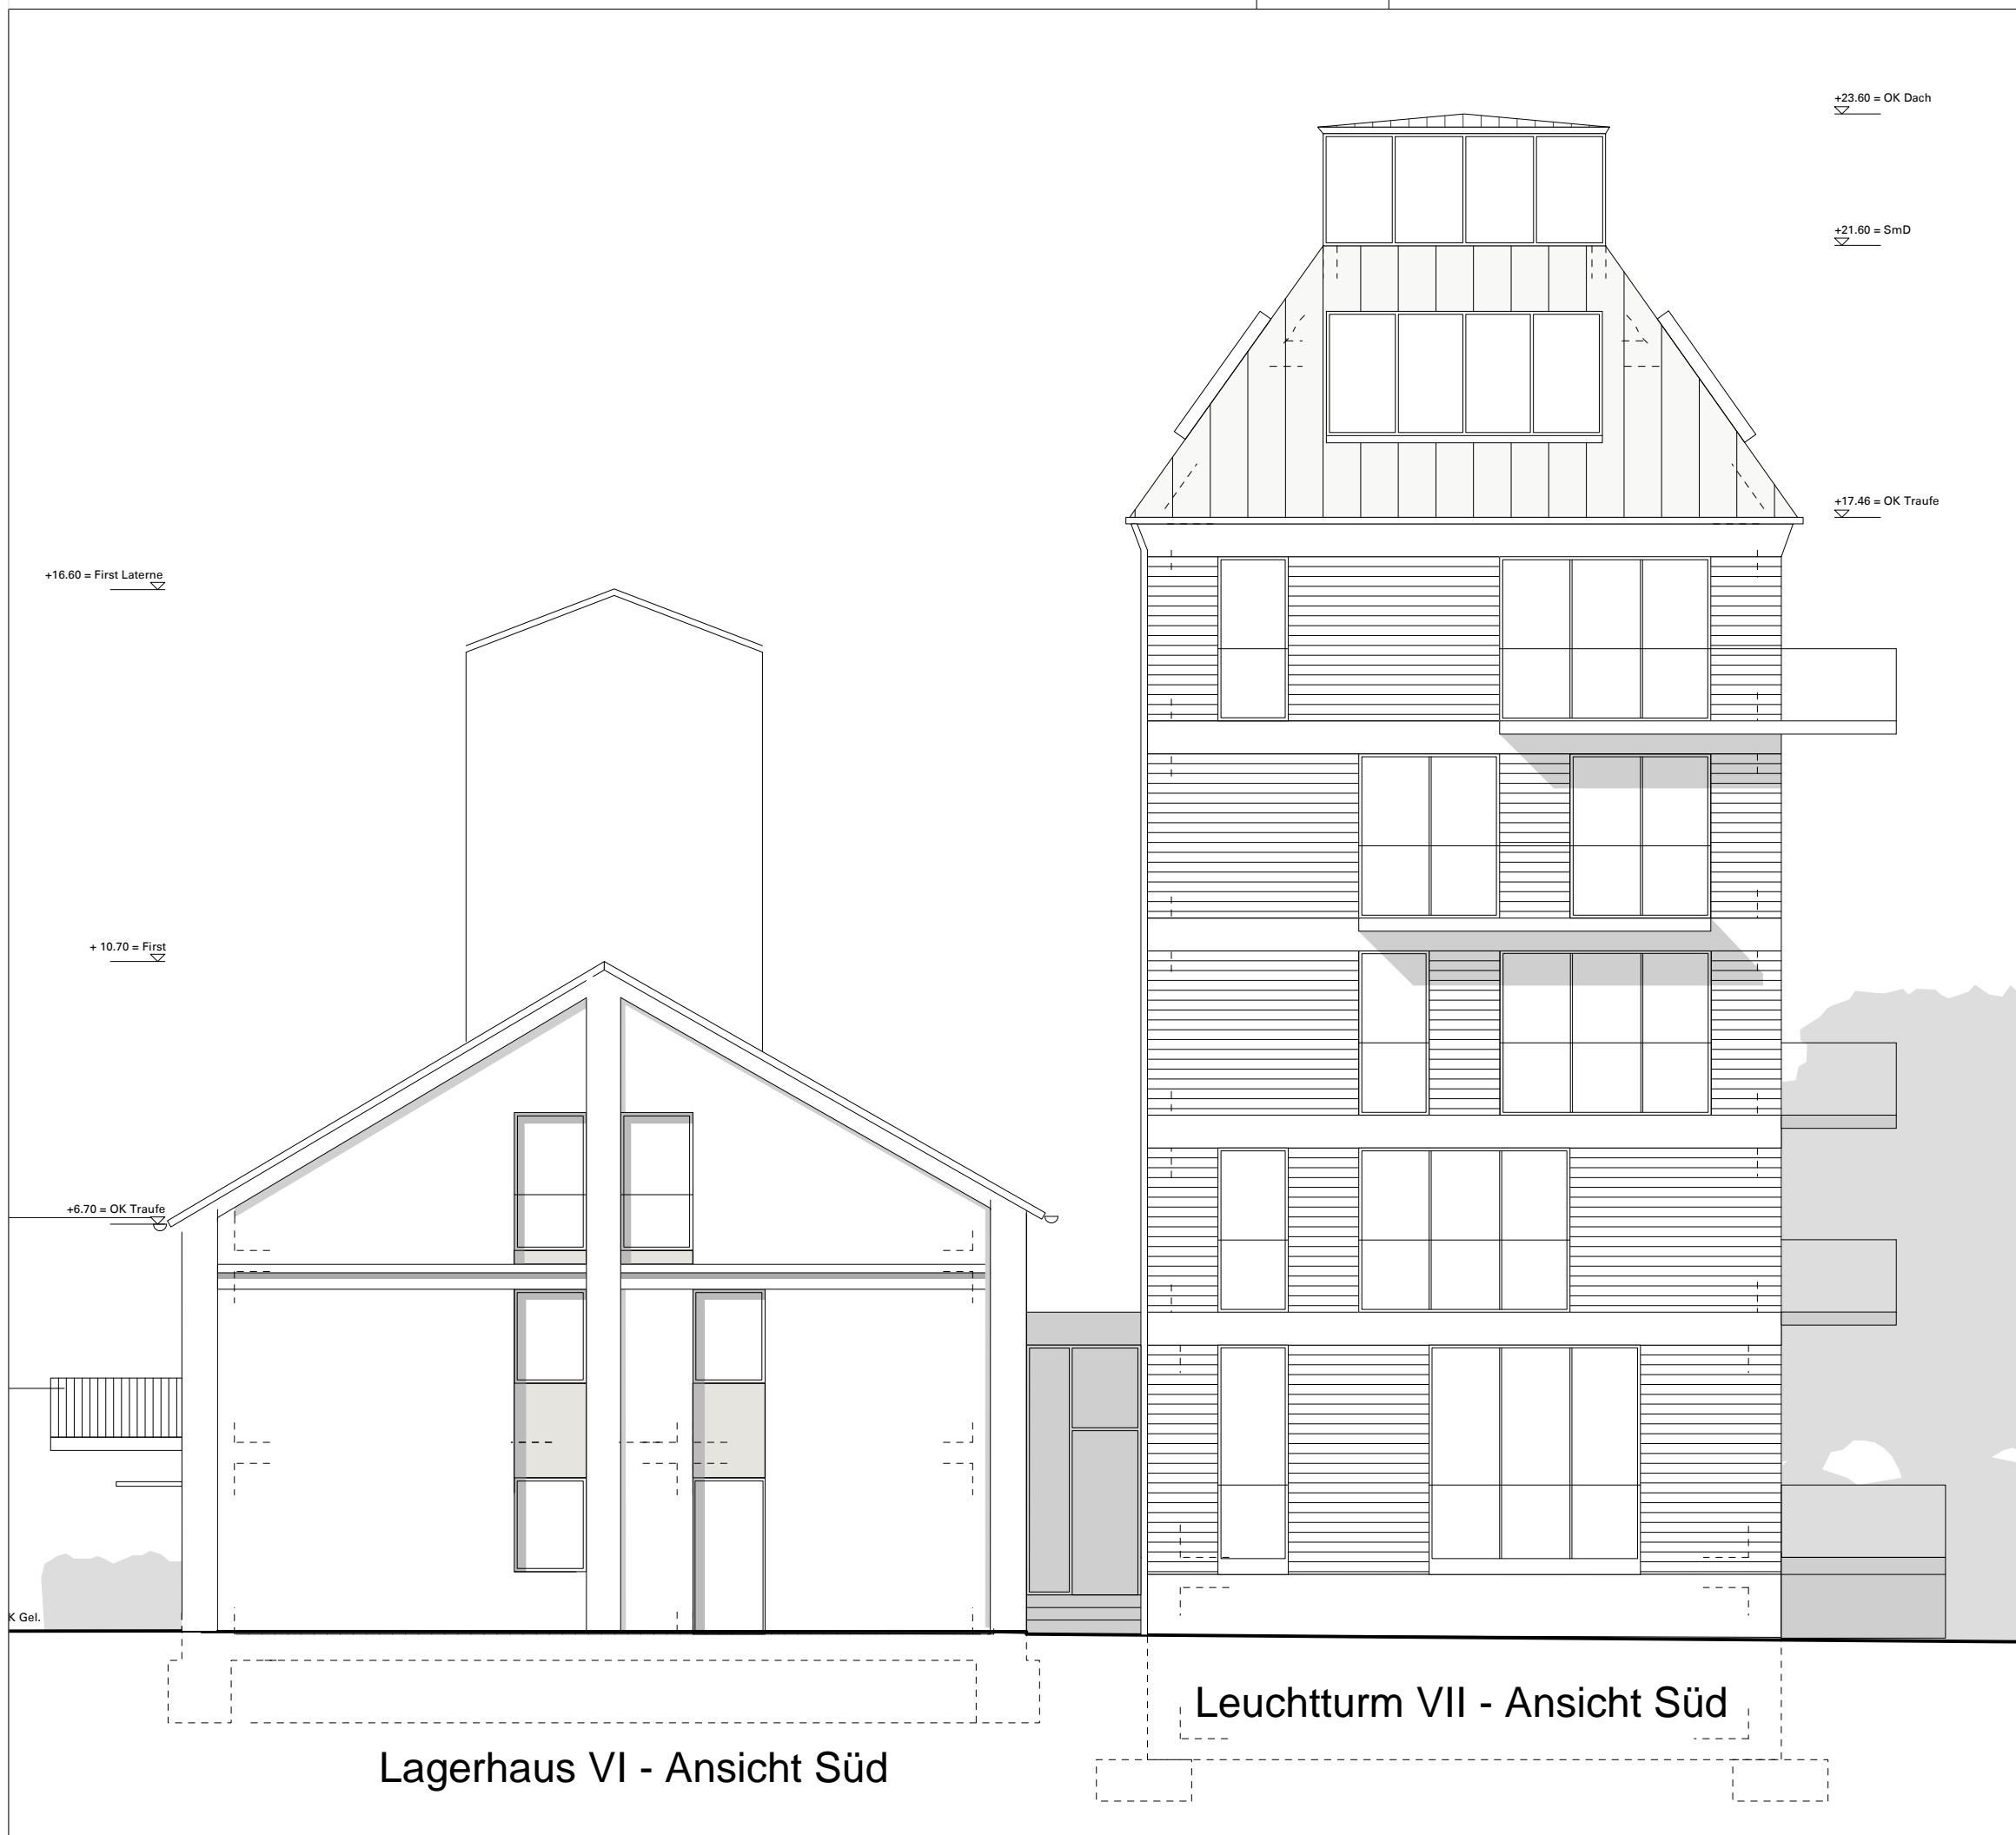 +23.60 = OK Dach
+21.60 = SmD
+17.46 = OK Traufe
+16.60 = First Laterne
+ 10.70 = First
+6.70 = OK Traufe
K Gel.
Leuchtturm VII - Ansicht Süd
Lagerhaus VI - Ansicht Süd